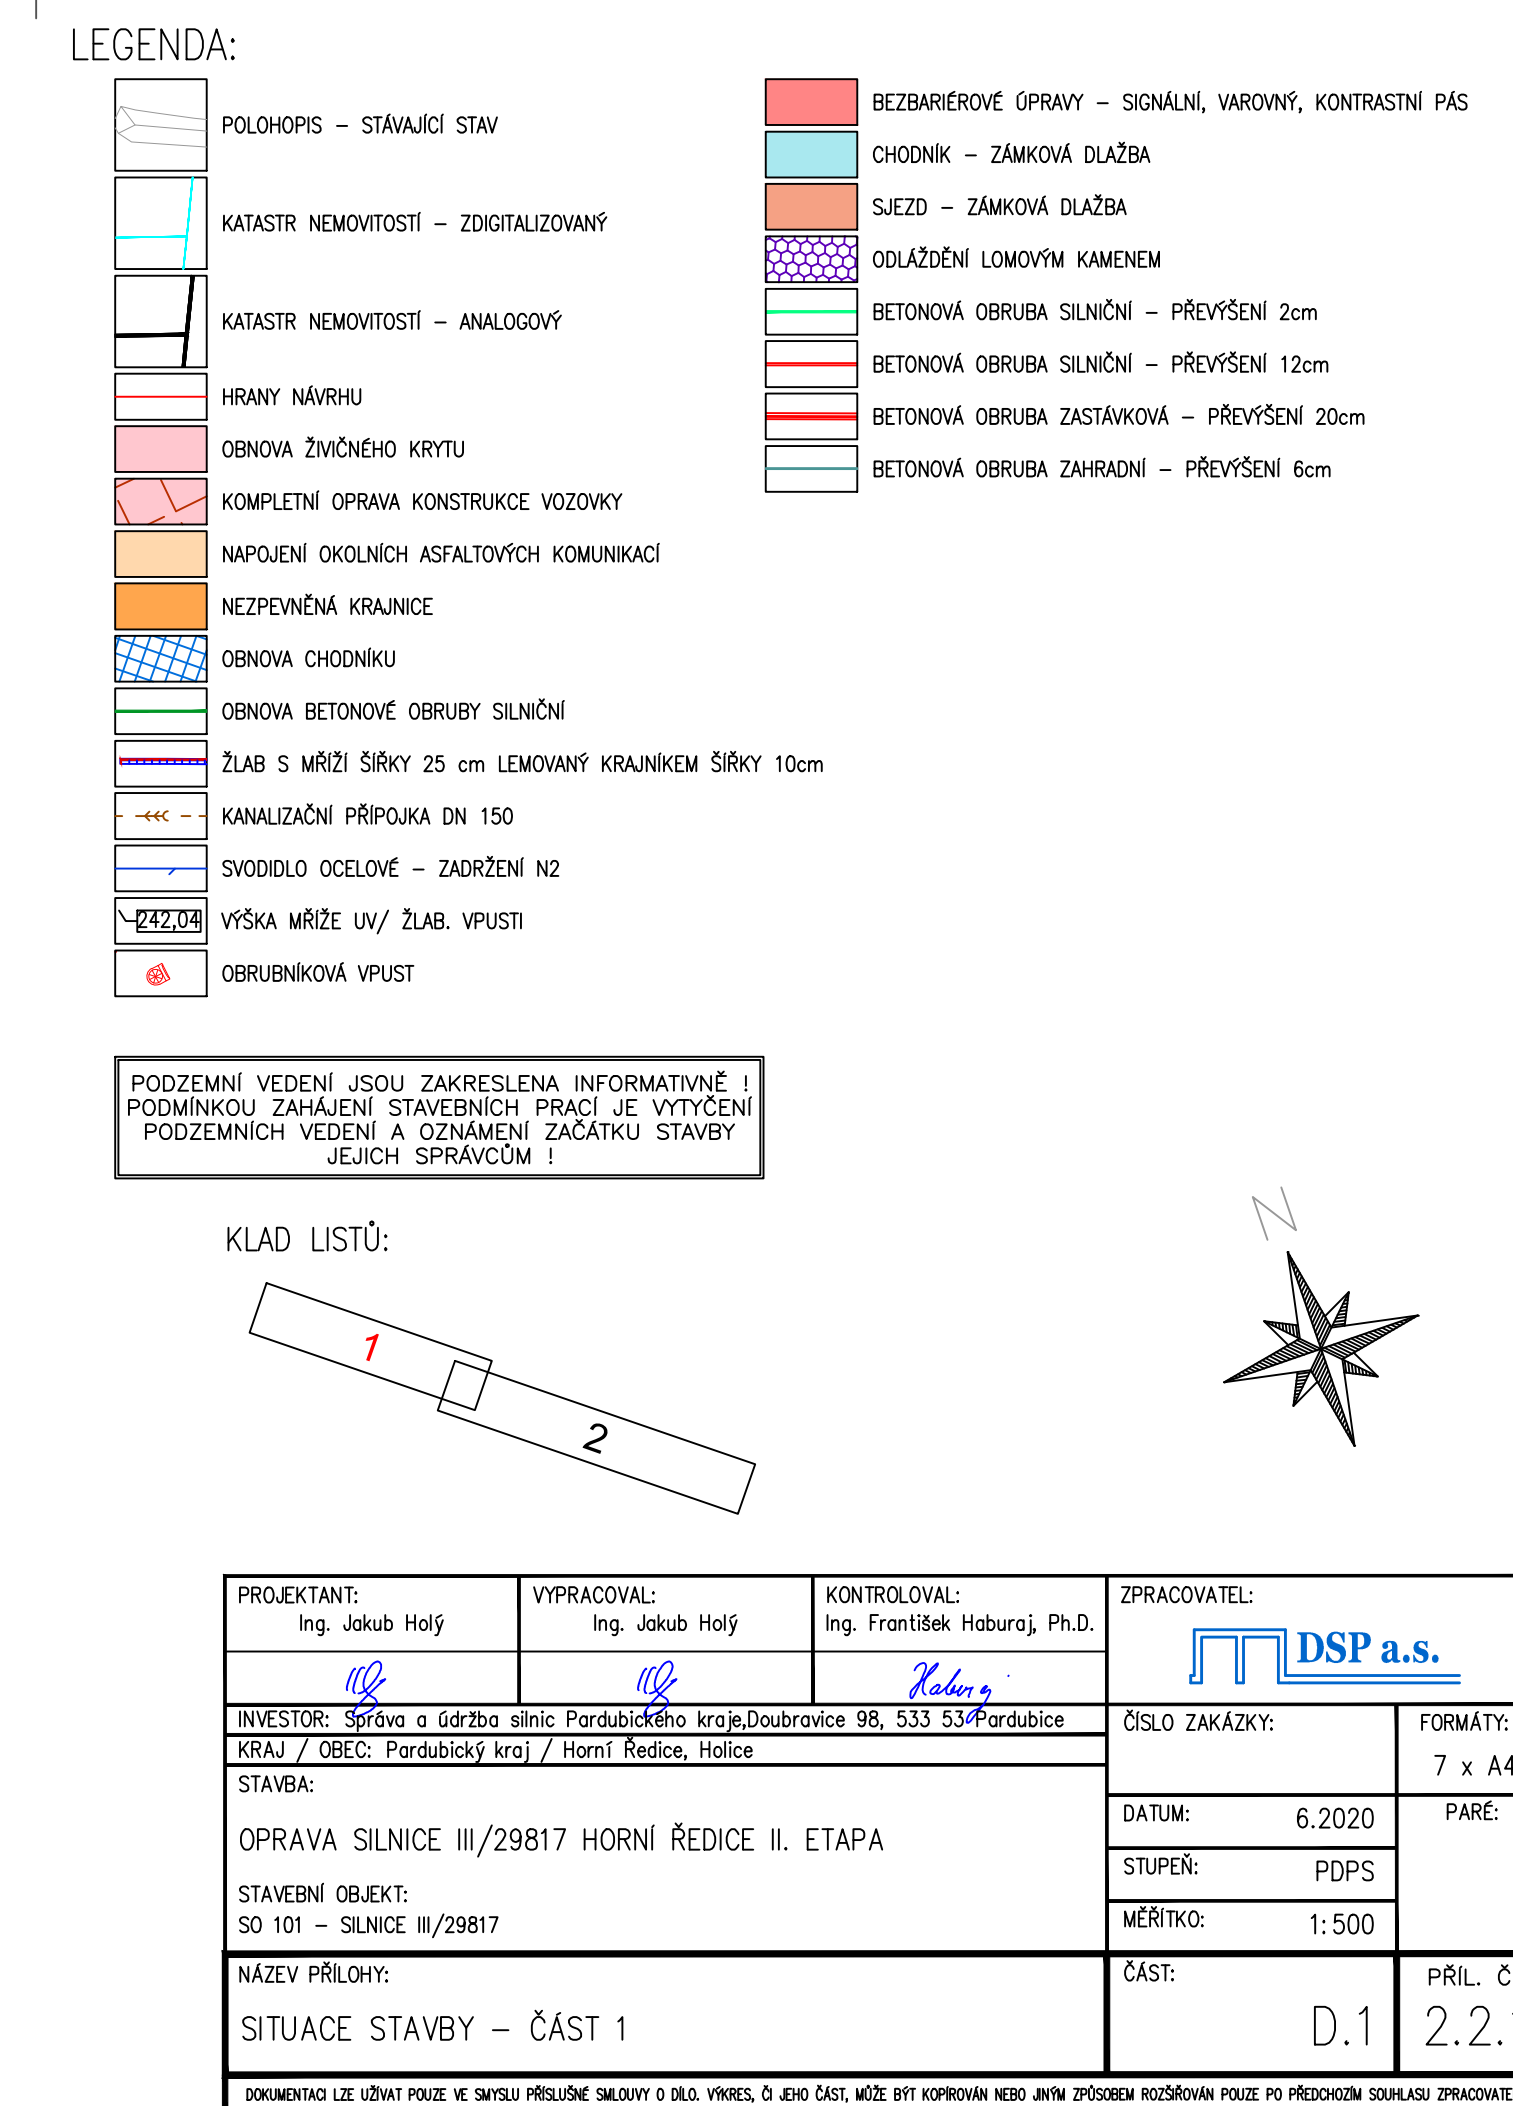 LEGENDA:
POLOHOPIS – STÁVAJÍCÍ STAV
KATASTR NEMOVITOSTÍ – ZDIGITALIZOVANÝ
KATASTR NEMOVITOSTÍ – ANALOGOVÝ
HRANY NÁVRHU
OBNOVA ŽIVIČNÉHO KRYTU
KOMPLETNÍ OPRAVA KONSTRUKCE VOZOVKY
NAPOJENÍ OKOLNÍCH ASFALTOVÝCH KOMUNIKACÍ
NEZPEVNĚNÁ KRAJNICE
OBNOVA CHODNÍKU
OBNOVA BETONOVÉ OBRUBY SILNIČNÍ
ŽLAB S MŘÍŽÍ ŠÍŘKY 25 cm LEMOVANÝ KRAJNÍKEM ŠÍŘKY 10cm
KANALIZAČNÍ PŘÍPOJKA DN 150
SVODIDLO OCELOVÉ – ZADRŽENÍ N2
242,04 VÝŠKA MŘÍŽE UV/ ŽLAB. VPUSTI
OBRUBNÍKOVÁ VPUST
BEZBARIÉROVÉ ÚPRAVY – SIGNÁLNÍ, VAROVNÝ, KONTRASTNÍ PÁS
CHODNÍK – ZÁMKOVÁ DLAŽBA
SJEZD – ZÁMKOVÁ DLAŽBA
ODLÁŽDĚNÍ LOMOVÝM KAMENEM
BETONOVÁ OBRUBA SILNIČNÍ – PŘEVÝŠENÍ 2cm
BETONOVÁ OBRUBA SILNIČNÍ – PŘEVÝŠENÍ 12cm
BETONOVÁ OBRUBA ZASTÁVKOVÁ – PŘEVÝŠENÍ 20cm
BETONOVÁ OBRUBA ZAHRADNÍ – PŘEVÝŠENÍ 6cm
PODZEMNÍ VEDENÍ JSOU ZAKRESLENA INFORMATIVNĚ !
PODMÍNKOU ZAHÁJENÍ STAVEBNÍCH PRACÍ JE VYTYČENÍ
PODZEMNÍCH VEDENÍ A OZNÁMENÍ ZAČÁTKU STAVBY
JEJICH SPRÁVCŮM !
KLAD LISTŮ:
1
2
N
PROJEKTANT:
Ing. Jakub Holý
VYPRACOVAL:
Ing. Jakub Holý
KONTROLOVAL:
Ing. František Haburaj, Ph.D.
Haburaj
ZPRACOVATEL:
DSP a.s.
INVESTOR: Správa a údržba silnic Pardubického kraje,Doubravice 98, 533 53 Pardubice
KRAJ / OBEC: Pardubický kraj / Horní Ředice, Holice
STAVBA:
OPRAVA SILNICE III/29817 HORNÍ ŘEDICE II. ETAPA
STAVEBNÍ OBJEKT:
SO 101 – SILNICE III/29817
ČÍSLO ZAKÁZKY:
FORMÁTY:
7 x A4
DATUM: 6.2020
PARÉ:
STUPEŇ: PDPS
MĚŘÍTKO: 1:500
NÁZEV PŘÍLOHY:
SITUACE STAVBY – ČÁST 1
ČÁST:
D.1
PŘÍL. Č
2.2.
DOKUMENTACI LZE UŽÍVAT POUZE VE SMYSLU PŘÍSLUŠNÉ SMLOUVY O DÍLO. VÝKRES, ČI JEHO ČÁST, MŮŽE BÝT KOPÍROVÁN NEBO JINÝM ZPŮSOBEM ROZŠIŘOVÁN POUZE PO PŘEDCHOZÍM SOUHLASU ZPRACOVATE